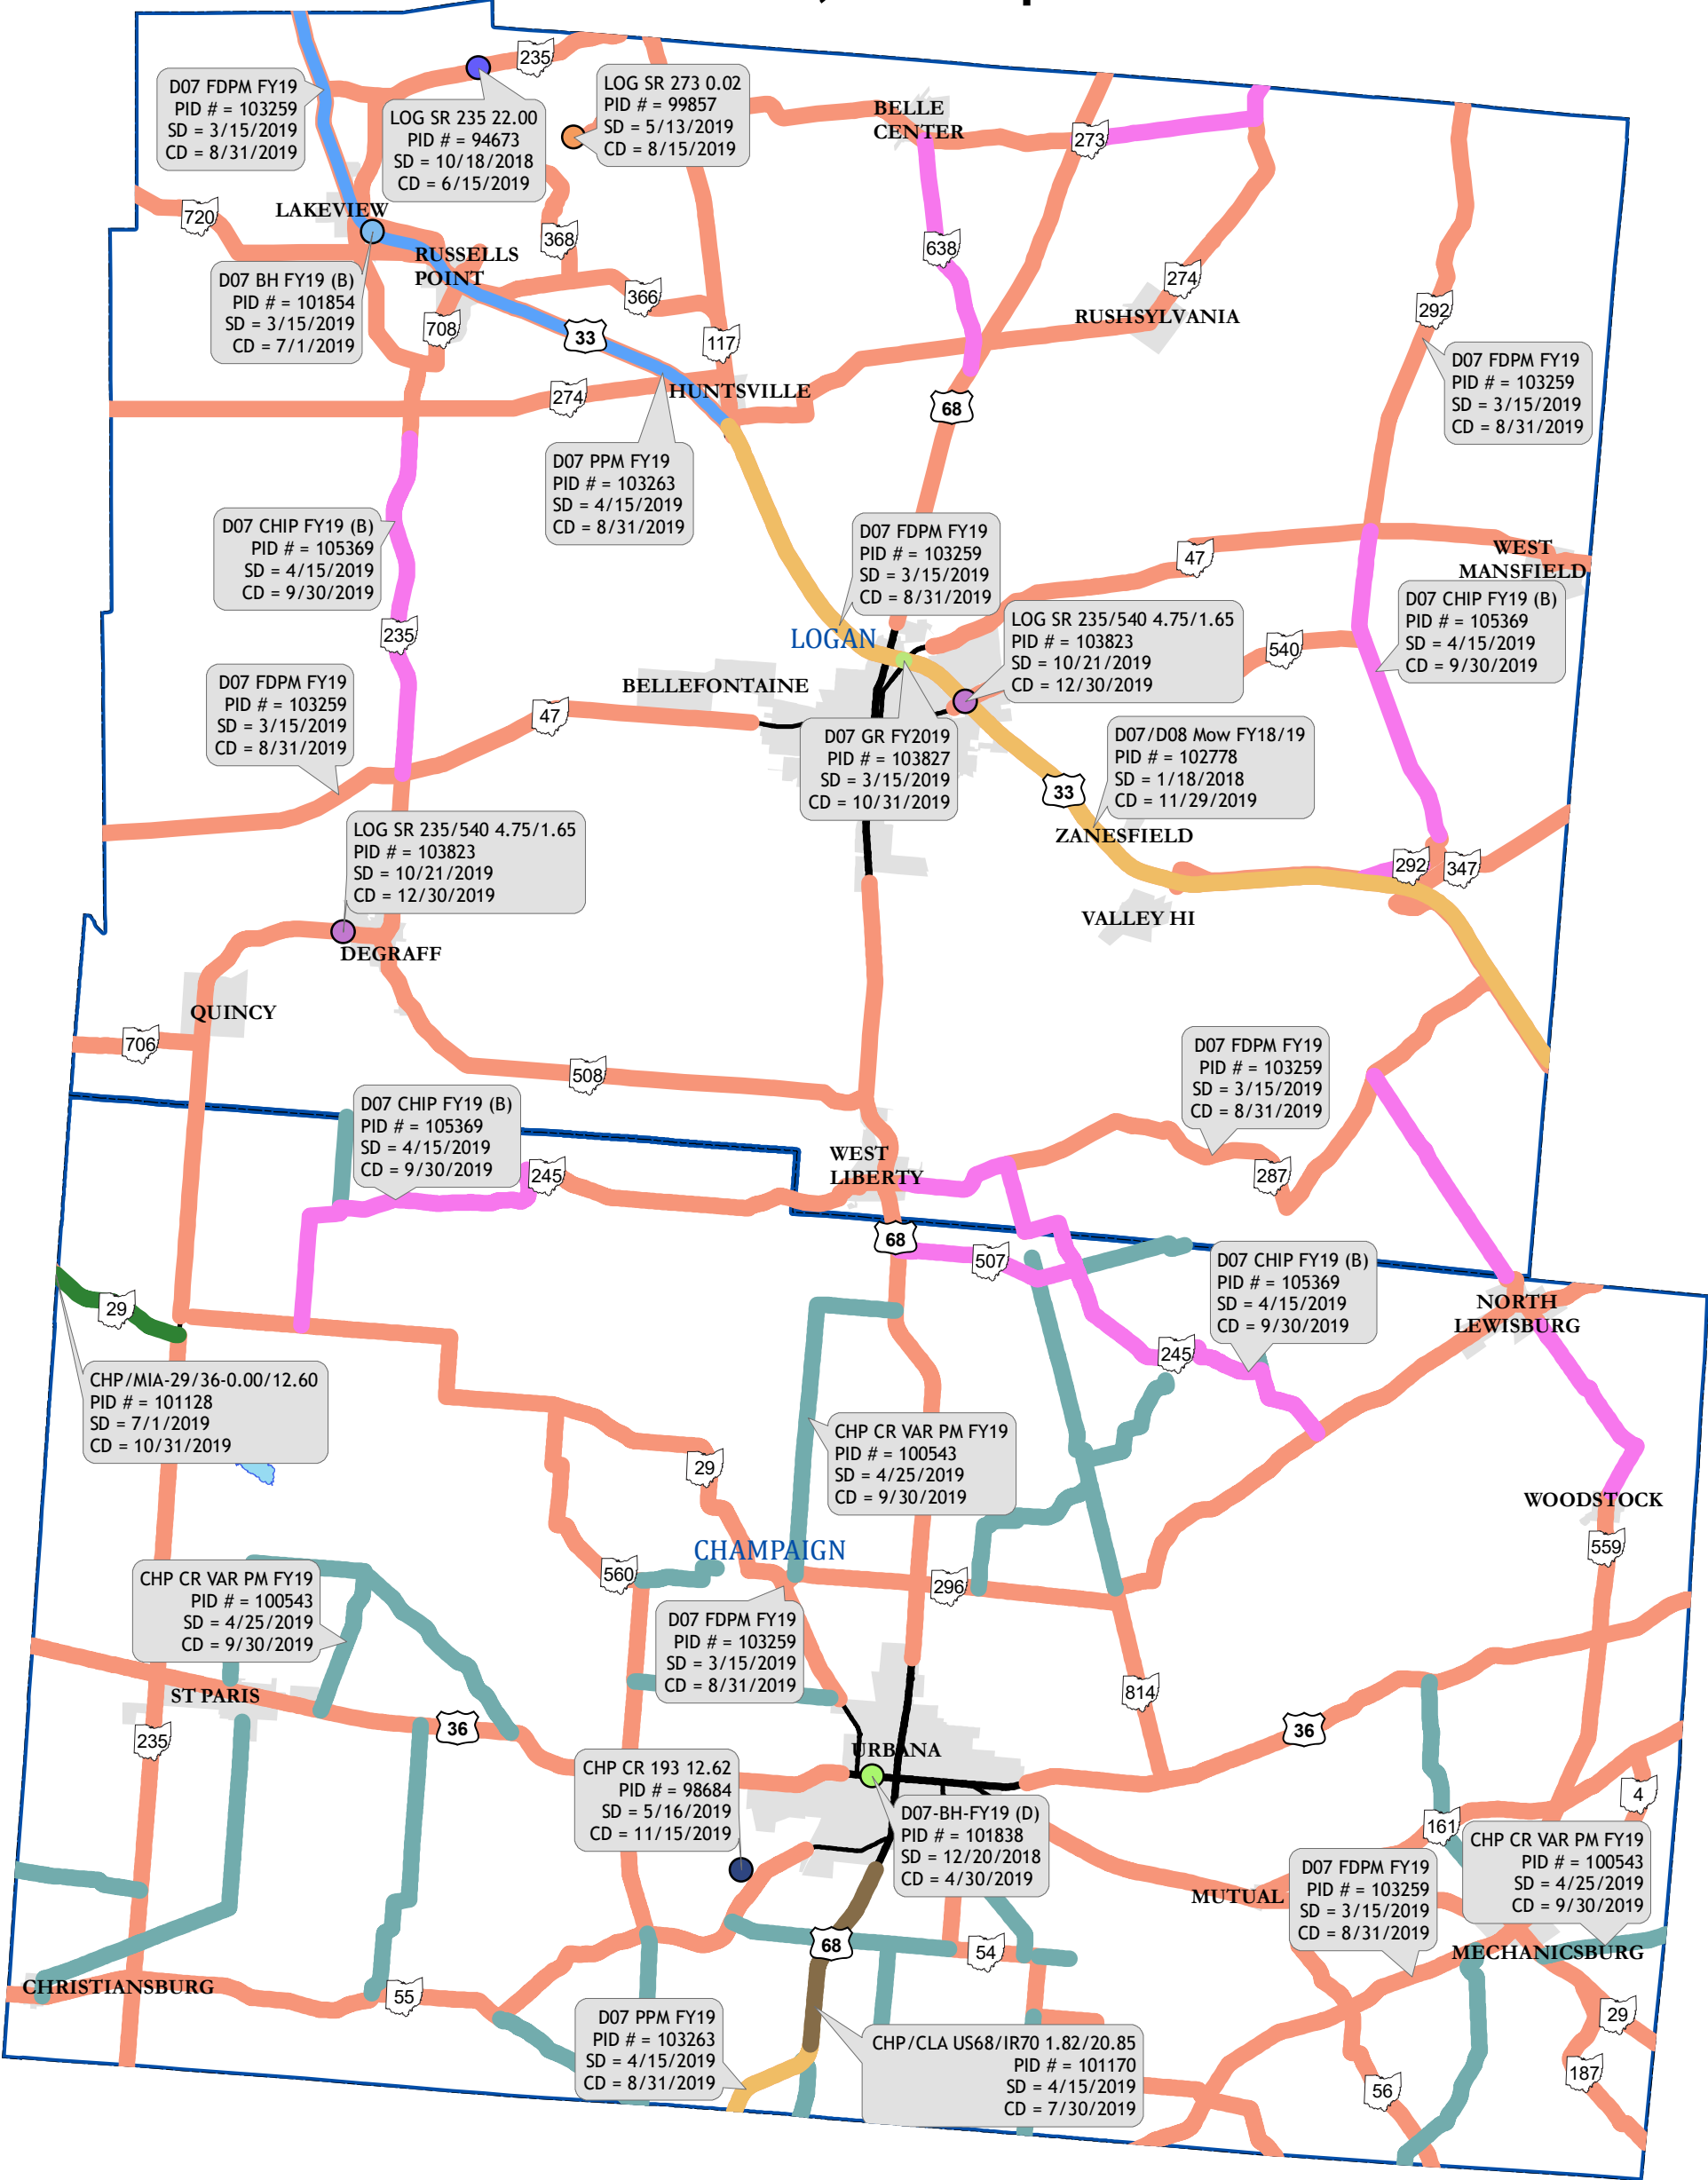 235
D07 FDPM FY19
PID # = 103259
SD = 3/15/2019
CD = 8/31/2019
LOG SR 235 22.00
PID # = 94673
SD = 10/18/2018
CD = 6/15/2019
LOG SR 273 0.02
PID # = 99857
SD = 5/13/2019
CD = 8/15/2019
BELLE
CENTER
273
720
LAKEVIEW
368
638
RUSSELLS
POINT
D07 BH FY19 (B)
PID # = 101854
SD = 3/15/2019
CD = 7/1/2019
366
274
292
RUSHSYLVANIA
708
33
117
D07 FDPM FY19
PID # = 103259
SD = 3/15/2019
CD = 8/31/2019
274
HUNTSVILLE
68
D07 PPM FY19
PID # = 103263
SD = 4/15/2019
CD = 8/31/2019
D07 CHIP FY19 (B)
PID # = 105369
SD = 4/15/2019
CD = 9/30/2019
D07 FDPM FY19
PID # = 103259
SD = 3/15/2019
CD = 8/31/2019
47
WEST
MANSFIELD
D07 CHIP FY19 (B)
PID # = 105369
SD = 4/15/2019
CD = 9/30/2019
235
LOGAN
LOG SR 235/540 4.75/1.65
PID # = 103823
SD = 10/21/2019
CD = 12/30/2019
540
D07 FDPM FY19
PID # = 103259
SD = 3/15/2019
CD = 8/31/2019
BELLEFONTAINE
47
D07 GR FY2019
PID # = 103827
SD = 3/15/2019
CD = 10/31/2019
D07/D08 Mow FY18/19
PID # = 102778
SD = 1/18/2018
CD = 11/29/2019
33
ZANESFIELD
LOG SR 235/540 4.75/1.65
PID # = 103823
SD = 10/21/2019
CD = 12/30/2019
292
347
VALLEY HI
DEGRAFF
QUINCY
706
508
D07 FDPM FY19
PID # = 103259
SD = 3/15/2019
CD = 8/31/2019
D07 CHIP FY19 (B)
PID # = 105369
SD = 4/15/2019
CD = 9/30/2019
245
WEST
LIBERTY
287
68
507
D07 CHIP FY19 (B)
PID # = 105369
SD = 4/15/2019
CD = 9/30/2019
29
NORTH
LEWISBURG
245
CHP/MIA-29/36-0.00/12.60
PID # = 101128
SD = 7/1/2019
CD = 10/31/2019
CHP CR VAR PM FY19
PID # = 100543
SD = 4/25/2019
CD = 9/30/2019
29
WOODSTOCK
CHAMPAIGN
559
560
296
CHP CR VAR PM FY19
PID # = 100543
SD = 4/25/2019
CD = 9/30/2019
D07 FDPM FY19
PID # = 103259
SD = 3/15/2019
CD = 8/31/2019
ST PARIS
814
235
36
36
URBANA
CHP CR 193 12.62
PID # = 98684
SD = 5/16/2019
CD = 11/15/2019
4
D07-BH-FY19 (D)
PID # = 101838
SD = 12/20/2018
CD = 4/30/2019
161
CHP CR VAR PM FY19
PID # = 100543
SD = 4/25/2019
CD = 9/30/2019
D07 FDPM FY19
PID # = 103259
SD = 3/15/2019
CD = 8/31/2019
MUTUAL
68
54
MECHANICSBURG
CHRISTIANSBURG
55
D07 PPM FY19
PID # = 103263
SD = 4/15/2019
CD = 8/31/2019
29
CHP/CLA US68/IR70 1.82/20.85
PID # = 101170
SD = 4/15/2019
CD = 7/30/2019
187
56